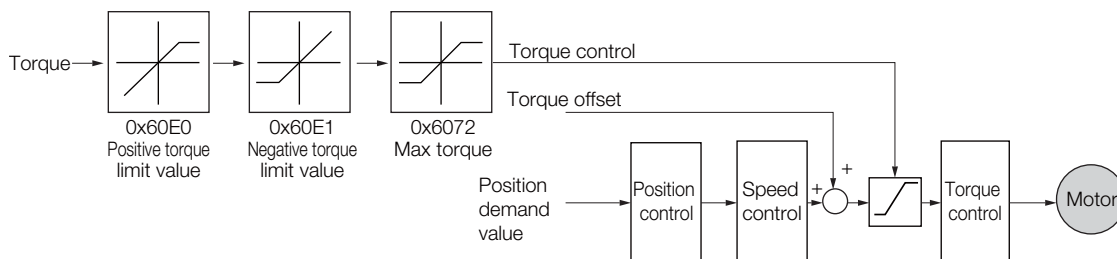 Torque
0x60E0
Positive torque
limit value
0x60E1
Negative torque
limit value
0x6072
Max torque
Torque control
Torque offset
Position
demand
value
Position
control
Speed
control
+
+
Torque
control
Motor